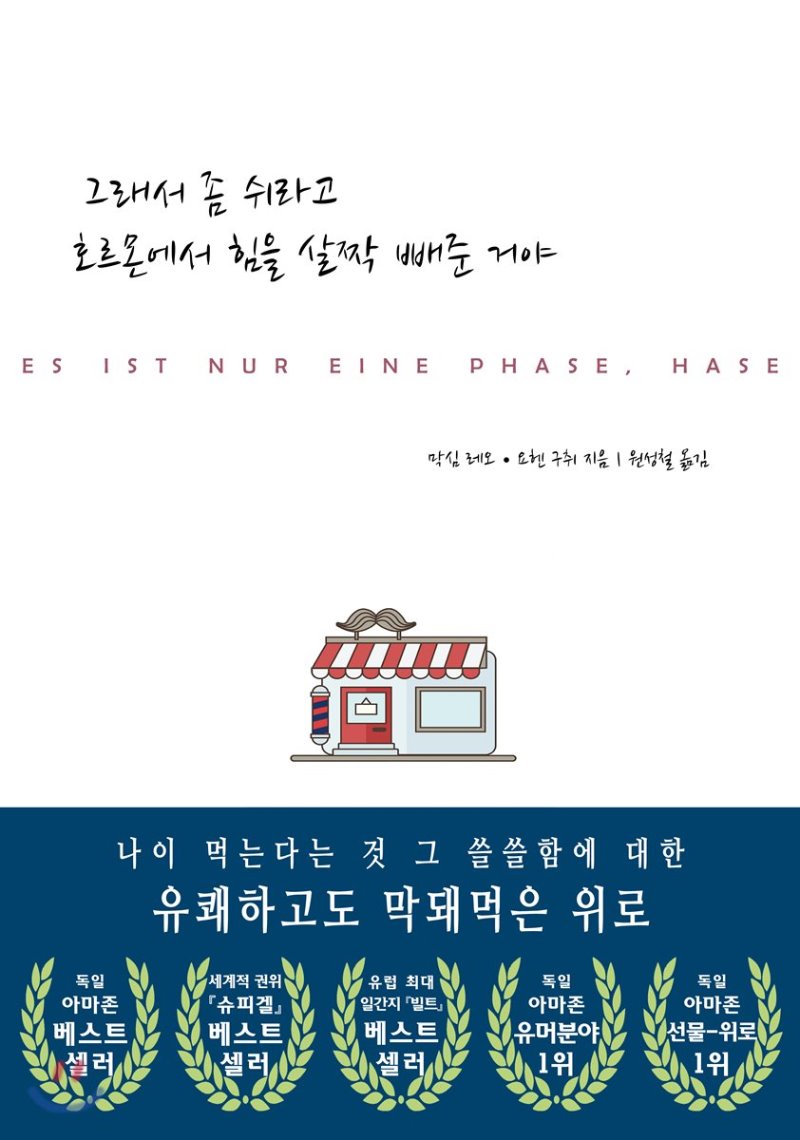 그래서 좀 쉬라고
호르몬에서 힘을 살짝 빼준 거야
ES IST NUR EINE PHASE, HASE
막심 레오 • 요헨 구취 지음 | 원성철 옮김
나이 먹는다는 것 그 쓸쓸함에 대한
유쾌하고도 막돼먹은 위로
독일
아마존
베스트
셀러
세계적 권위
『슈피겔』
베스트
셀러
유럽 최대
일간지 『빌트』
베스트
셀러
독일
아마존
유머분야
1위
독일
아마존
선물-위로
1위